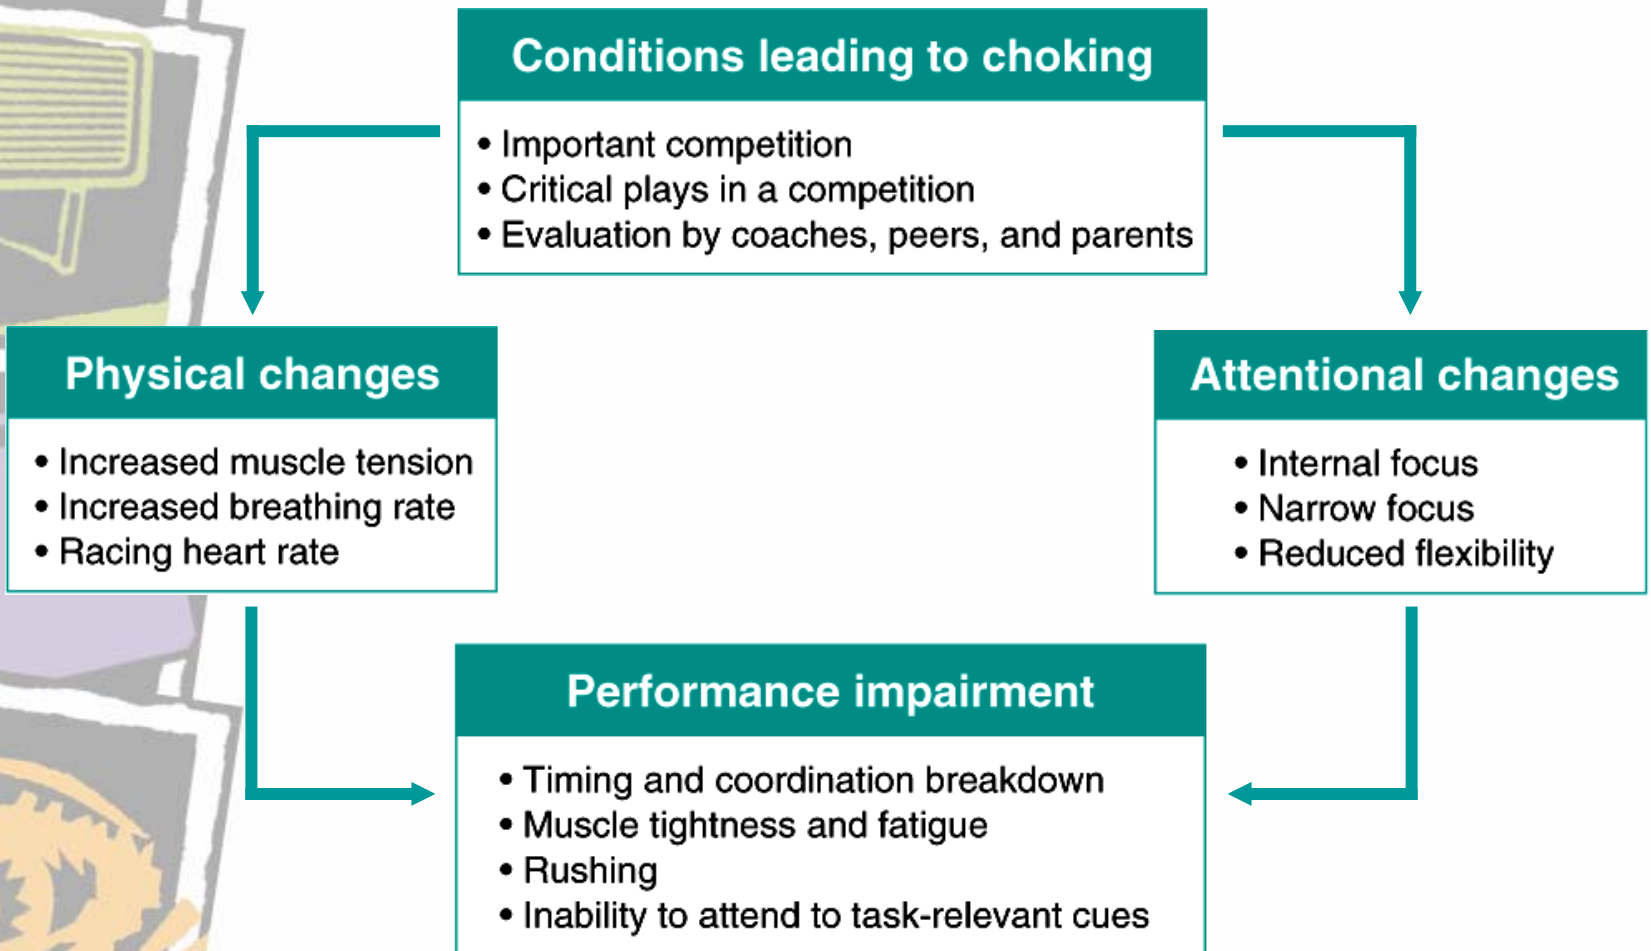 Conditions leading to choking
• Important competition
• Critical plays in a competition
• Evaluation by coaches, peers, and parents
Physical changes
• Increased muscle tension
• Increased breathing rate
• Racing heart rate
Attentional changes
• Internal focus
• Narrow focus
• Reduced flexibility
Performance impairment
• Timing and coordination breakdown
• Muscle tightness and fatigue
• Rushing
• Inability to attend to task-relevant cues